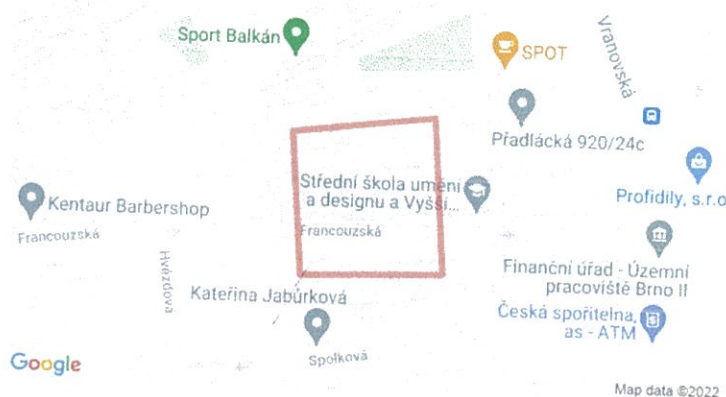 Sport Balkán
SPOT
Vranovská
Přadlácká 920/24c
Střední škola umění
a designu a Vyšší...
Profidily, s.r.o
Kentaur Barbershop
Francouzská
Francouzská
Hvězdova
Finanční úřad - Územní
pracoviště Brno II
Kateřina Jabůrková
Česká spořitelna,
as - ATM
Spolková
Google
Map data ©2022